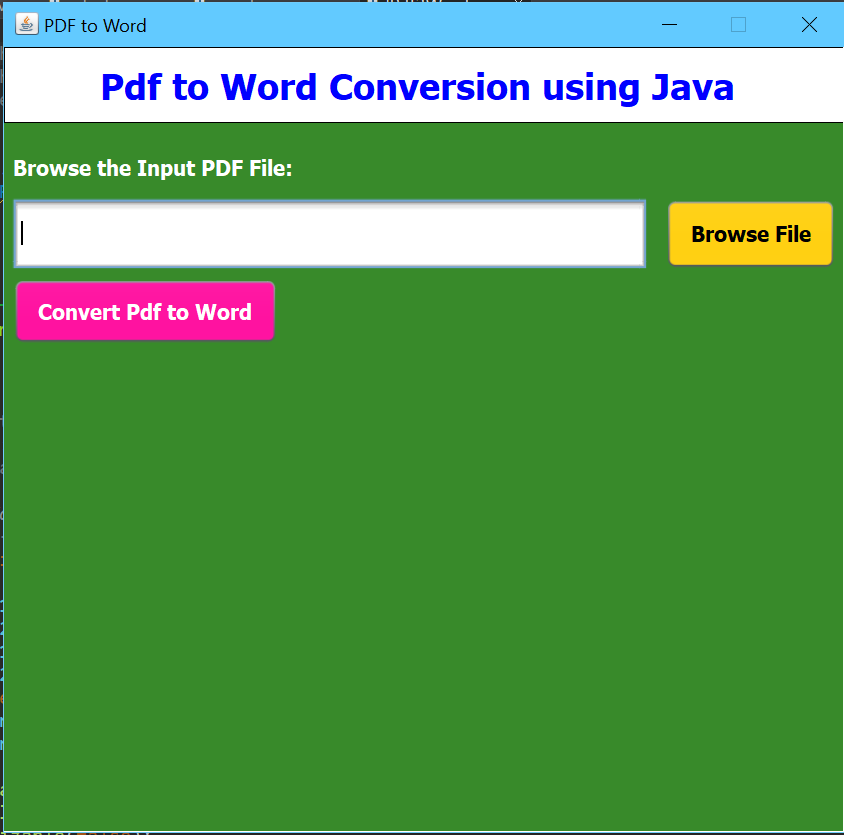 PDF to Word
Pdf to Word Conversion using Java
Browse the Input PDF File:
Browse File
Convert Pdf to Word